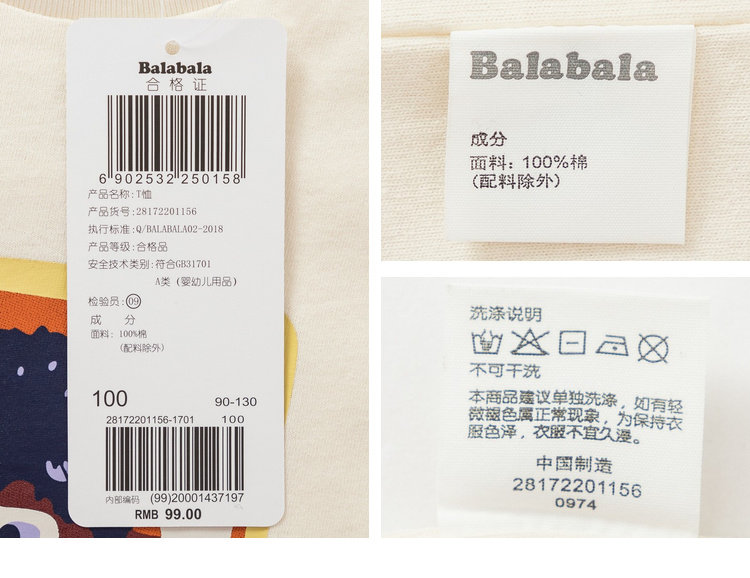 Balabala
合格证
6 902532 250158
产品名称: T恤
产品货号: 28172201156
执行标准: Q/BALABALA02-2018
产品等级: 合格品
安全技术类别: 符合GB31701
A类 (婴幼儿用品)
检验员: 09
成 分
面料: 100%棉
(配料除外)
100 90-130
28172201156-1701 100
内部编码 (99)20001437197
RMB 99.00
Balabala
成分
面料: 100%棉
(配料除外)
洗涤说明
不可干洗
本商品建议单独洗涤, 如有轻
微褪色属正常现象, 为保持衣
服色泽, 衣服不宜久浸。
中国制造
28172201156
0974